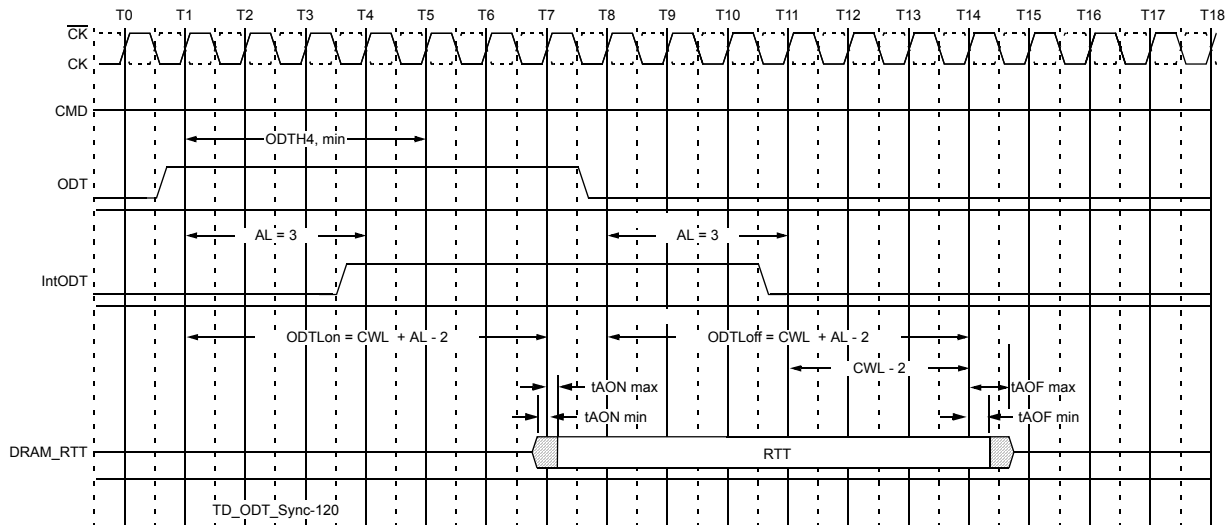 T0 T1 T2 T3 T4 T5 T6 T7 T8 T9 T10 T11 T12 T13 T14 T15 T16 T17 T18
CK
CK
CMD
ODTH4, min
ODT
AL = 3 AL = 3
IntODT
ODTLon = CWL + AL - 2 ODTLoff = CWL + AL - 2
CWL - 2
tAON max tAOF max
tAON min tAOF min
DRAM_RTT RTT
TD_ODT_Sync-120